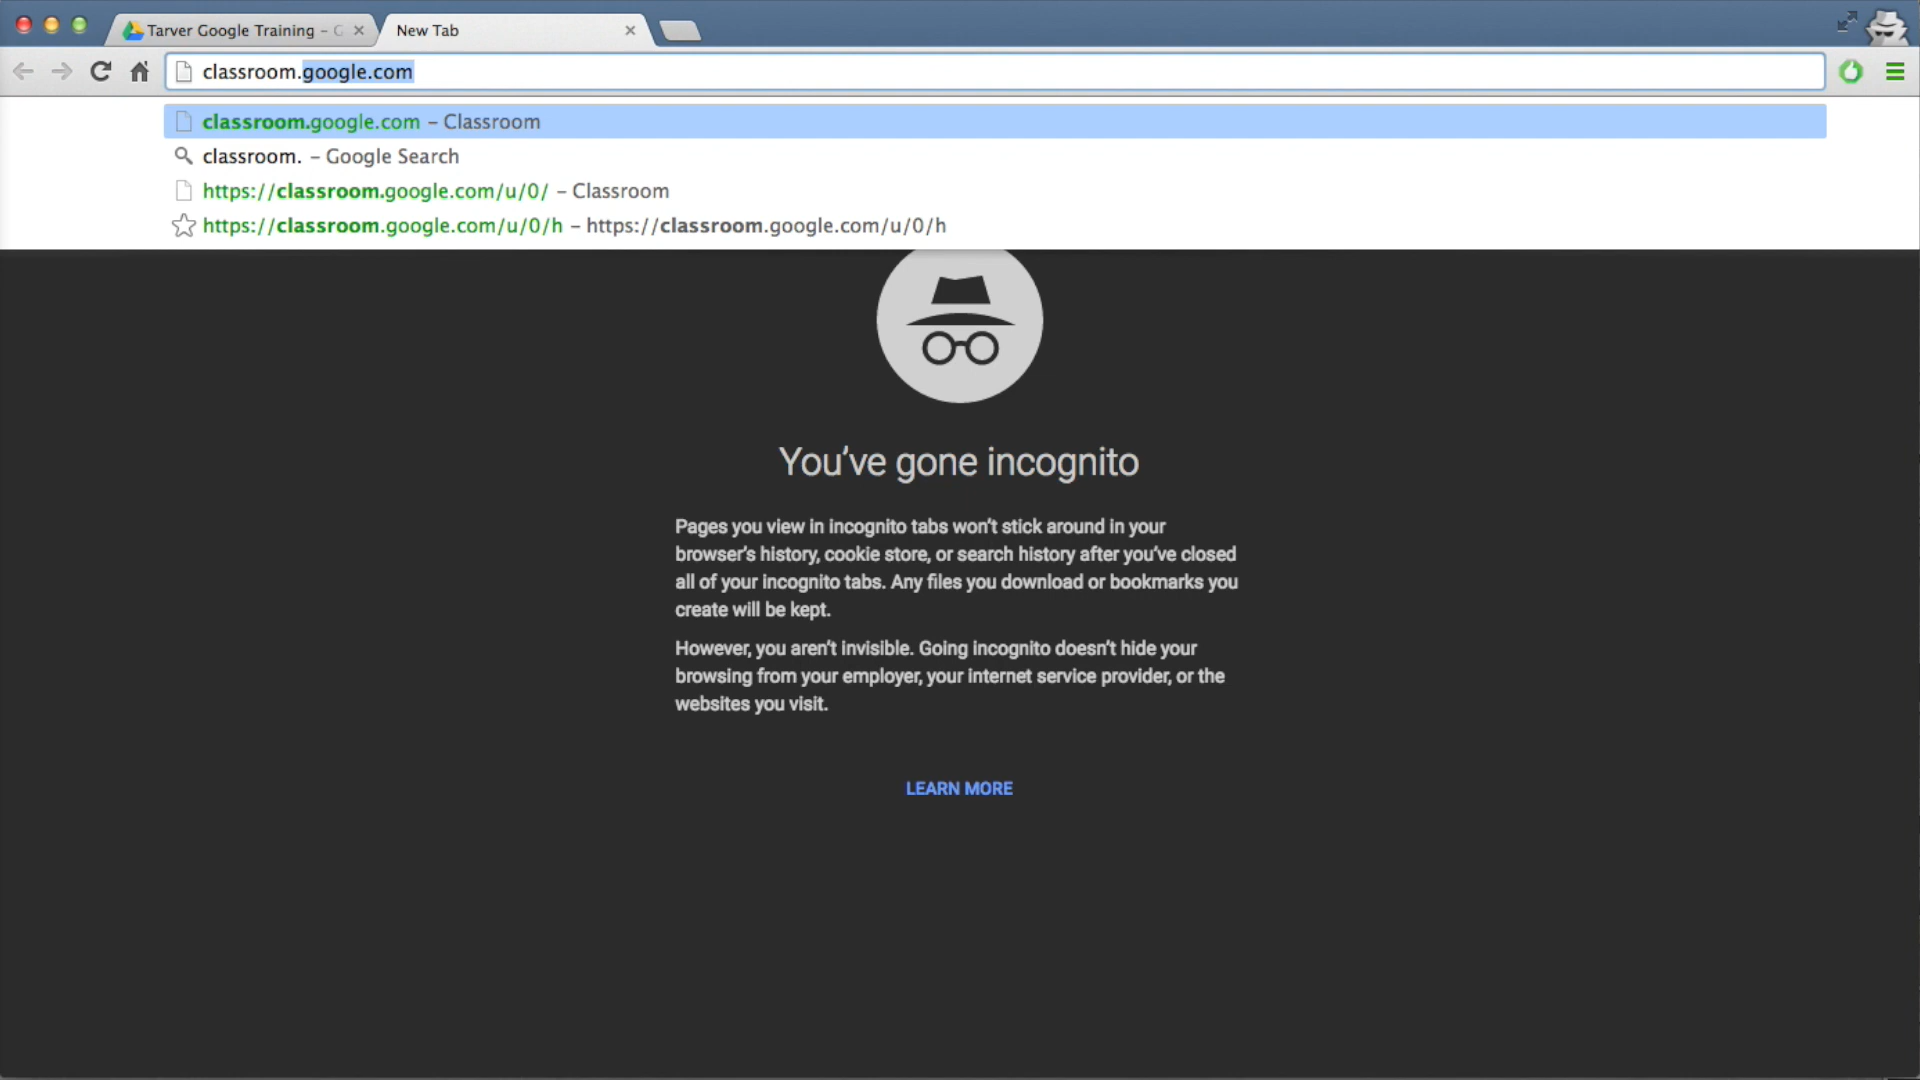 Tarver Google Training – G
New Tab
classroom.google.com
classroom.google.com – Classroom
classroom. – Google Search
https://classroom.google.com/u/0/ – Classroom
https://classroom.google.com/u/0/h – https://classroom.google.com/u/0/h
You've gone incognito
Pages you view in incognito tabs won't stick around in your
browser's history, cookie store, or search history after you've closed
all of your incognito tabs. Any files you download or bookmarks you
create will be kept.
However, you aren't invisible. Going incognito doesn't hide your
browsing from your employer, your internet service provider, or the
websites you visit.
LEARN MORE